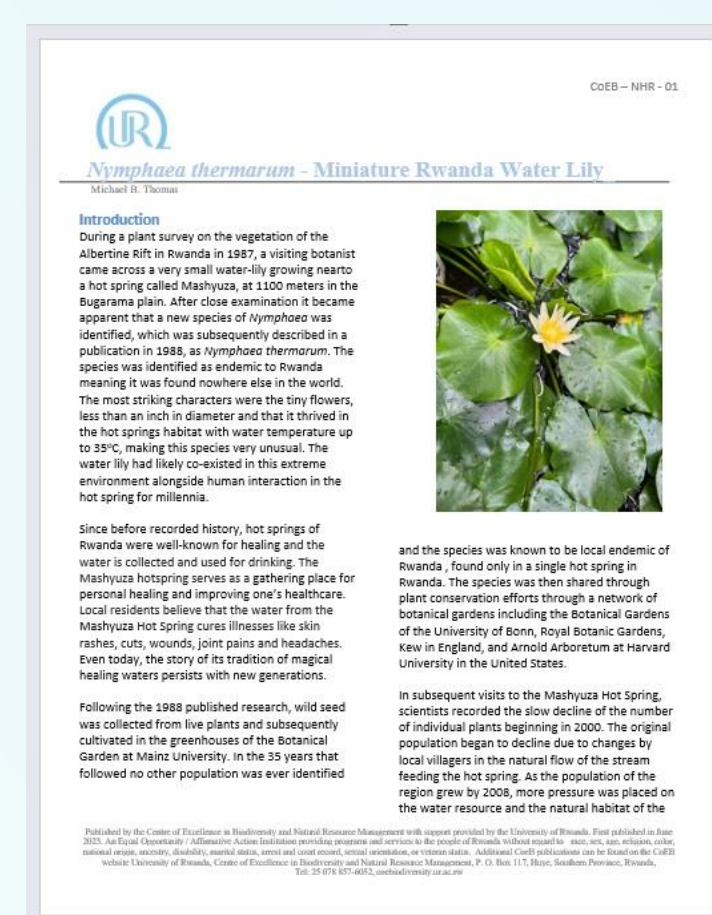 CoEB – NHR - 01
UR
Nymphaea thermarum - Miniature Rwanda Water Lily
Michael B. Thomas
Introduction
During a plant survey on the vegetation of the
Albertine Rift in Rwanda in 1987, a visiting botanist
came across a very small water-lily growing nearto
a hot spring called Mashyuza, at 1100 meters in the
Bugarama plain. After close examination it became
apparent that a new species of Nymphaea was
identified, which was subsequently described in a
publication in 1988, as Nymphaea thermarum. The
species was identified as endemic to Rwanda
meaning it was found nowhere else in the world.
The most striking characters were the tiny flowers,
less than an inch in diameter and that it thrived in
the hot springs habitat with water temperature up
to 35°C, making this species very unusual. The
water lily had likely co-existed in this extreme
environment alongside human interaction in the
hot spring for millennia.
Since before recorded history, hot springs of
Rwanda were well-known for healing and the
water is collected and used for drinking. The
Mashyuza hotspring serves as a gathering place for
personal healing and improving one's healthcare.
Local residents believe that the water from the
Mashyuza Hot Spring cures illnesses like skin
rashes, cuts, wounds, joint pains and headaches.
Even today, the story of its tradition of magical
healing waters persists with new generations.
Following the 1988 published research, wild seed
was collected from live plants and subsequently
cultivated in the greenhouses of the Botanical
Garden at Mainz University. In the 35 years that
followed no other population was ever identified
and the species was known to be local endemic of
Rwanda , found only in a single hot spring in
Rwanda. The species was then shared through
plant conservation efforts through a network of
botanical gardens including the Botanical Gardens
of the University of Bonn, Royal Botanic Gardens,
Kew in England, and Arnold Arboretum at Harvard
University in the United States.
In subsequent visits to the Mashyuza Hot Spring,
scientists recorded the slow decline of the number
of individual plants beginning in 2000. The original
population began to decline due to changes by
local villagers in the natural flow of the stream
feeding the hot spring. As the population of the
region grew by 2008, more pressure was placed on
the water resource and the natural habitat of the
Published by the Centre of Excellence in Biodiversity and Natural Resource Management with support provided by the University of Rwanda. First published in June
2023. An Equal Opportunity / Affirmative Action Institution providing programs and services to the people of Rwanda without regard to race, sex, age, religion, color,
national origin, ancestry, disability, marital status, arrest and court record, sexual orientation, or veteran status. Additional CoEB publications can be found on the CoEB
website University of Rwanda, Centre of Excellence in Biodiversity and Natural Resource Management, P. O. Box 117, Huye, Southern Province, Rwanda,
Tel: 25 078 857-6052, coebiodiversity.ur.ac.rw